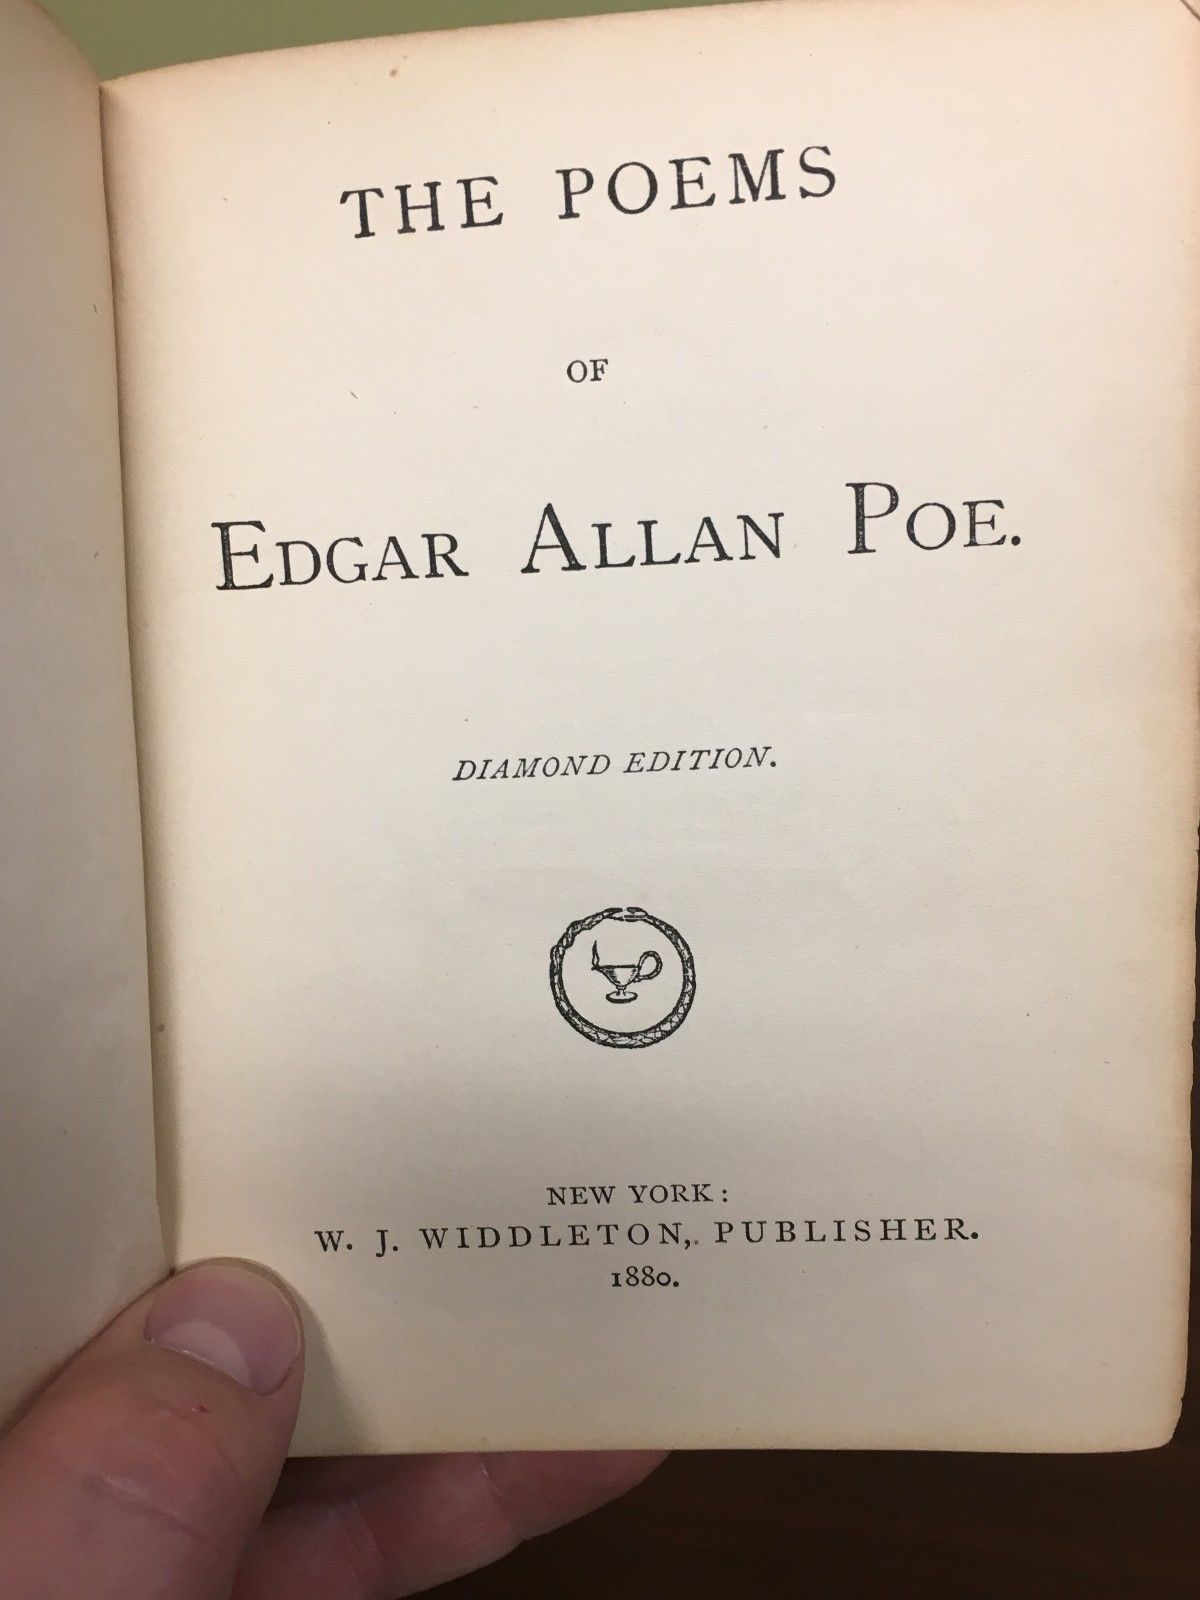 THE POEMS
OF
EDGAR ALLAN POE.
DIAMOND EDITION.
NEW YORK:
W. J. WIDDLETON, PUBLISHER.
1880.